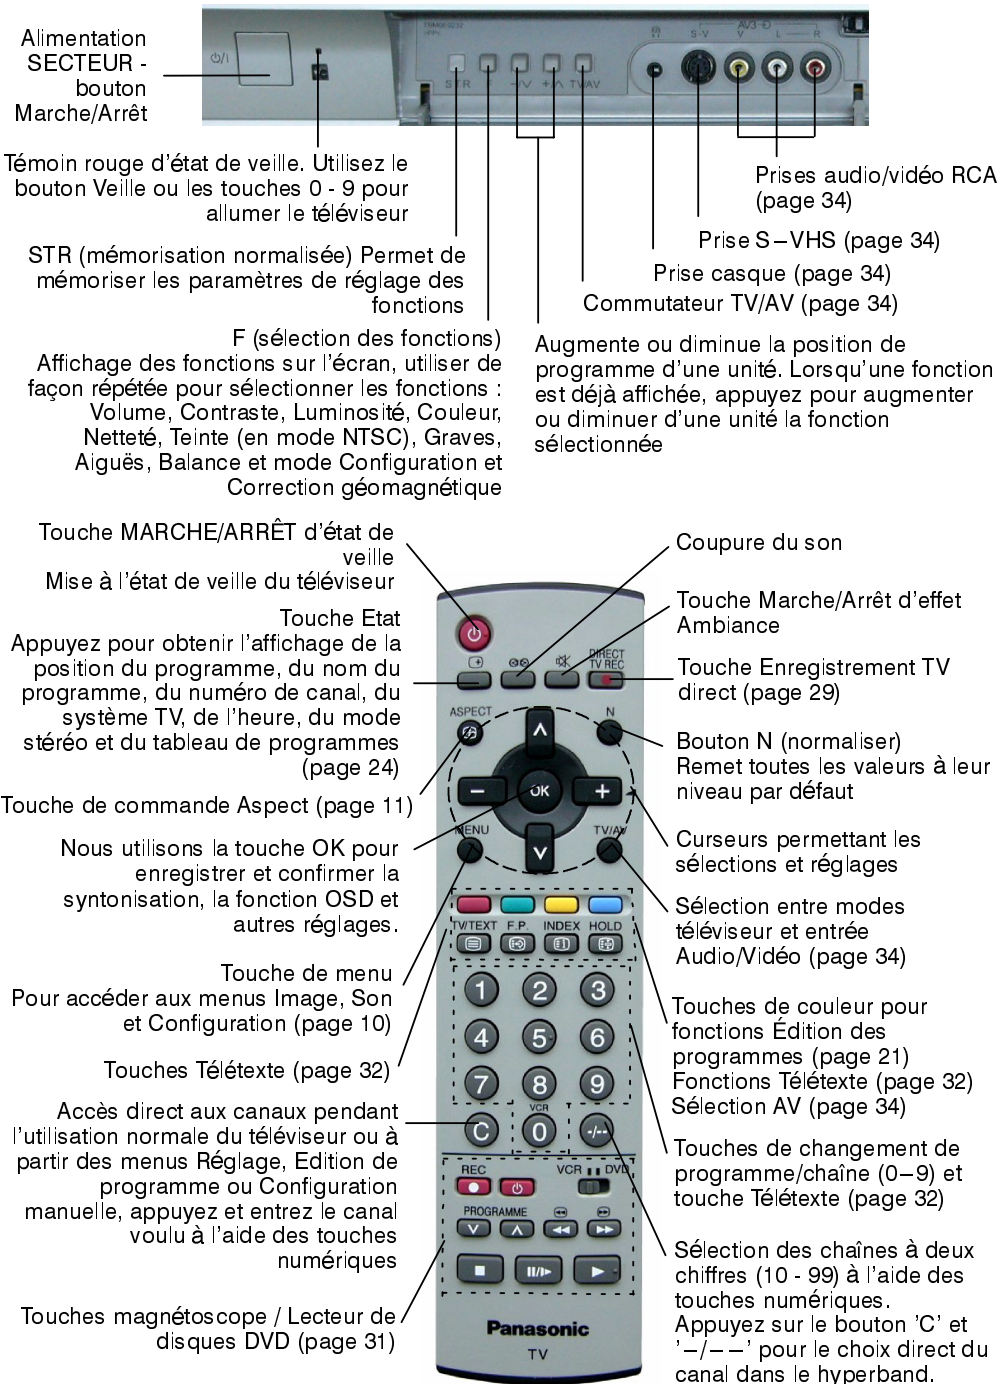 Alimentation
SECTEUR -
bouton
Marche/Arrêt
STR
F
−/∨
+/∧
TV/AV
S-V
AV3
V
L
R
Témoin rouge d'état de veille. Utilisez le
bouton Veille ou les touches 0 - 9 pour
allumer le téléviseur
Prises audio/vidéo RCA
(page 34)
Prise S−VHS (page 34)
Prise casque (page 34)
Commutateur TV/AV (page 34)
STR (mémorisation normalisée) Permet de
mémoriser les paramètres de réglage des
fonctions
F (sélection des fonctions)
Affichage des fonctions sur l'écran, utiliser de
façon répétée pour sélectionner les fonctions :
Volume, Contraste, Luminosité, Couleur,
Netteté, Teinte (en mode NTSC), Graves,
Aiguës, Balance et mode Configuration et
Correction géomagnétique
Augmente ou diminue la position de
programme d'une unité. Lorsqu'une fonction
est déjà affichée, appuyez pour augmenter
ou diminuer d'une unité la fonction
sélectionnée
Touche MARCHE/ARRÊT d'état de
veille
Mise à l'état de veille du téléviseur
Touche Etat
Appuyez pour obtenir l'affichage de la
position du programme, du nom du
programme, du numéro de canal, du
système TV, de l'heure, du mode
stéréo et du tableau de programmes
(page 24)
Touche de commande Aspect (page 11)
Nous utilisons la touche OK pour
enregistrer et confirmer la
syntonisation, la fonction OSD et
autres réglages.
Touche de menu
Pour accéder aux menus Image, Son
et Configuration (page 10)
Touches Télétexte (page 32)
Accès direct aux canaux pendant
l'utilisation normale du téléviseur ou à
partir des menus Réglage, Edition de
programme ou Configuration
manuelle, appuyez et entrez le canal
voulu à l'aide des touches
numériques
Touches magnétoscope / Lecteur de
disques DVD (page 31)
DIRECT
TV REC
ASPECT
N
OK
MENU
TV/AV
TV/TEXT F.P. INDEX HOLD
1 2 3
4 5 6
7 8 9
VCR
C 0 -/--
REC
VCR DVD
PROGRAMME
Panasonic
TV
Coupure du son
Touche Marche/Arrêt d'effet
Ambiance
Touche Enregistrement TV
direct (page 29)
Bouton N (normaliser)
Remet toutes les valeurs à leur
niveau par défaut
Curseurs permettant les
sélections et réglages
Sélection entre modes
téléviseur et entrée
Audio/Vidéo (page 34)
Touches de couleur pour
fonctions Édition des
programmes (page 21)
Fonctions Télétexte (page 32)
Sélection AV (page 34)
Touches de changement de
programme/chaîne (0−9) et
touche Télétexte (page 32)
Sélection des chaînes à deux
chiffres (10 - 99) à l'aide des
touches numériques.
Appuyez sur le bouton 'C' et
'−/−−' pour le choix direct du
canal dans le hyperband.